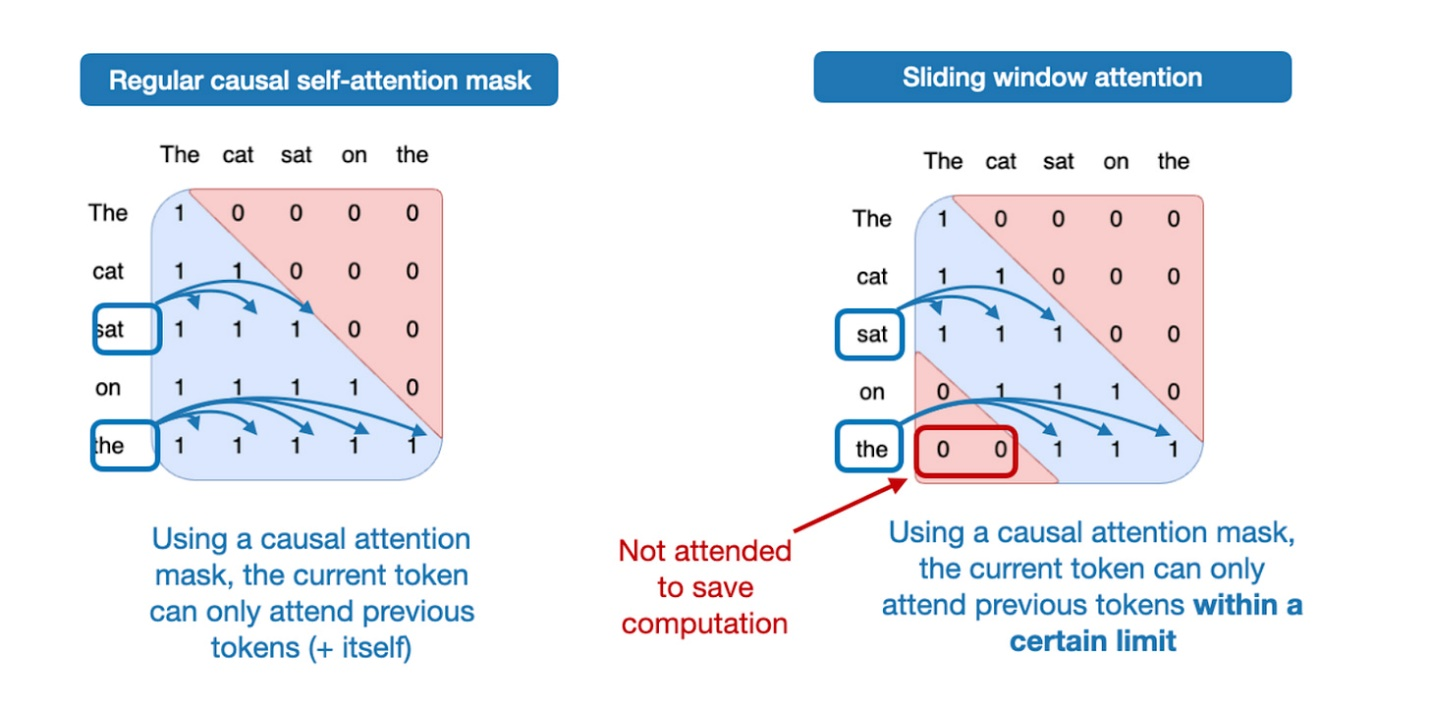 Regular causal self-attention mask
The cat sat on the
The 1 0 0 0 0
cat 1 1 0 0 0
sat 1 1 1 0 0
on 1 1 1 1 0
the 1 1 1 1 1
Using a causal attention
mask, the current token
can only attend previous
tokens (+ itself)
Sliding window attention
The cat sat on the
The 1 0 0 0 0
cat 1 1 0 0 0
sat 1 1 1 0 0
on 0 1 1 1 0
the 0 0 1 1 1
Not attended
to save
computation
Using a causal attention mask,
the current token can only
attend previous tokens within a
certain limit